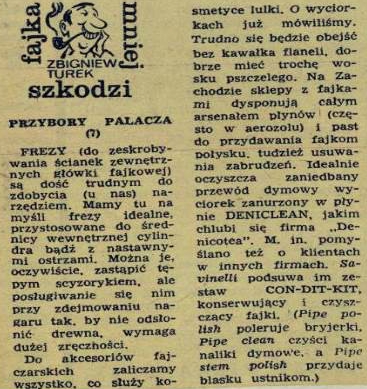 fajka
mniej
ZBIGNIEW
TUREK
szkodzi
PRZYBORY PALACZA
(7)
FREZY (do zeskroby-
wania ścianek zewnętrz-
nych główki fajkowej)
są dość trudnym do
zdobycia (u nas) na-
rzędziem. Mamy tu na
myśli frezy idealne,
przystosowane do śred-
nicy wewnętrznej cylin-
dra bądź z nastawny-
mi ostrzami. Można je,
oczywiście, zastąpić tę-
pym scyzorykiem, ale
posługiwanie się nim
przy zdejmowaniu na-
garu tak, by nie odsło-
nić drewna, wymaga
dużej zręczności.
Do akcesoriów faj-
czarskich zaliczamy
wszystko, co służy ko-
smetyce lulki. O wycior-
kach już mówiliśmy.
Trudno się będzie obejść
bez kawałka flaneli, do-
brze mieć trochę wo-
sku pszczelego. Na Za-
chodzie sklepy z fajka-
mi dysponują całym
arsenałem płynów (czę-
sto w aerozolu) i past
do przydawania fajkom
połysku, tudzież usuwa-
nia zabrudzeń. Idealnie
oczyszcza zaniedbany
przewód dymowy wy-
ciorek zanurzony w pły-
nie DENICLEAN, jakim
chlubi się firma „De-
nicotea”. M. in. pomy-
ślano też o klientach
w innych firmach. Sa-
vinelli podsuwa im ze-
staw CON-DIT-KIT,
konserwujący i czysz-
czący fajki. (Pipe po-
lish poleruje bryjerki,
Pipe clean czyści ka-
naliki dymowe, a Pipe
stem polish przydaje
blasku ustnikom.)